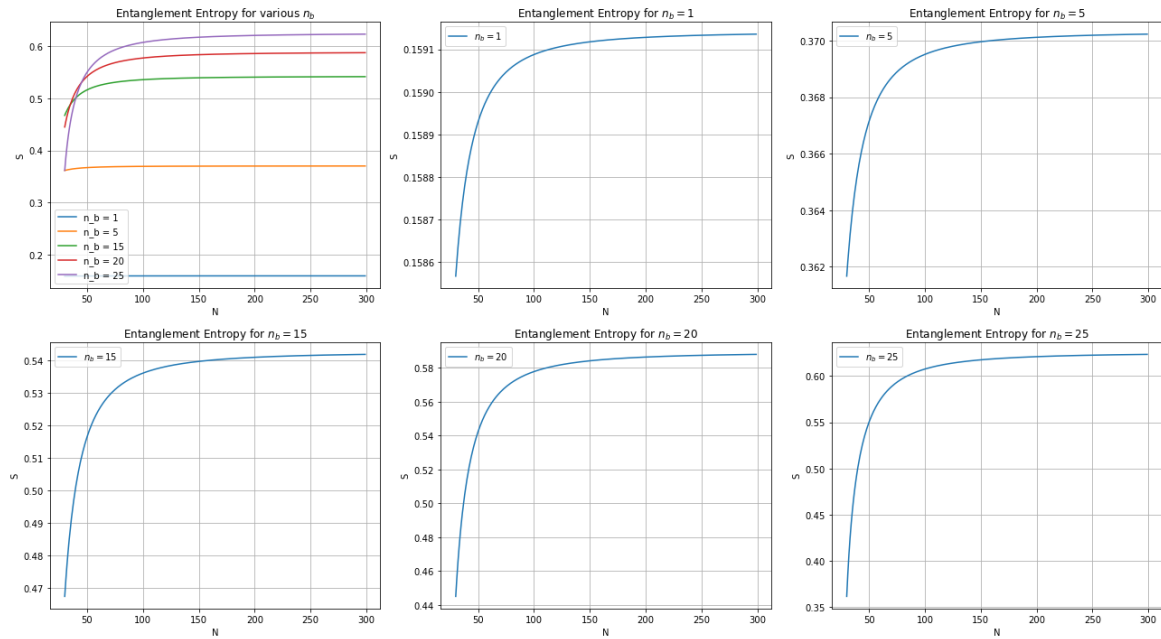 Entanglement Entropy for various n_b
S
0.6
0.5
0.4
0.3
0.2
n_b = 1
n_b = 5
n_b = 15
n_b = 20
n_b = 25
50 100 150 200 250 300
N
Entanglement Entropy for n_b = 1
n_b = 1
S
0.1591
0.1590
0.1589
0.1588
0.1587
0.1586
50 100 150 200 250 300
N
Entanglement Entropy for n_b = 5
n_b = 5
S
0.370
0.368
0.366
0.364
0.362
50 100 150 200 250 300
N
Entanglement Entropy for n_b = 15
n_b = 15
S
0.54
0.53
0.52
0.51
0.50
0.49
0.48
0.47
50 100 150 200 250 300
N
Entanglement Entropy for n_b = 20
n_b = 20
S
0.58
0.56
0.54
0.52
0.50
0.48
0.46
0.44
50 100 150 200 250 300
N
Entanglement Entropy for n_b = 25
n_b = 25
S
0.60
0.55
0.50
0.45
0.40
0.35
50 100 150 200 250 300
N